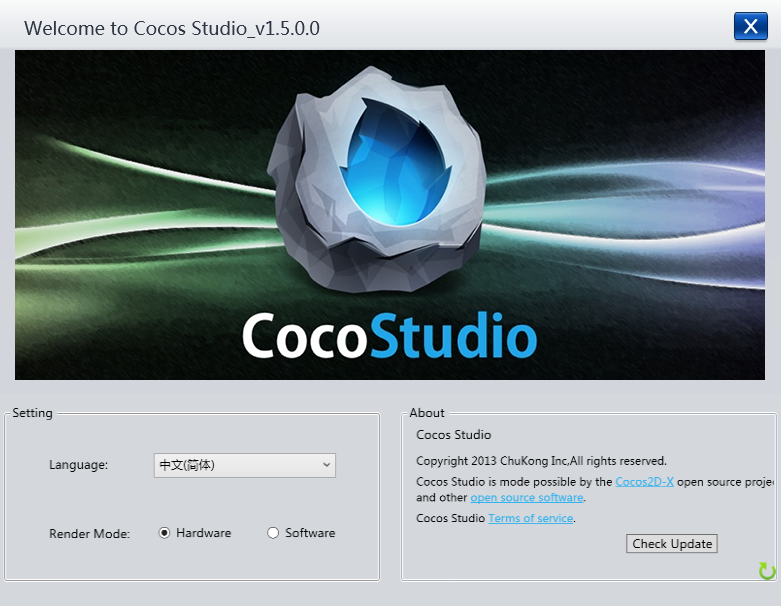 Welcome to Cocos Studio_v1.5.0.0
X
CocoStudio
Setting
Language:
中文(简体)
Render Mode:
Hardware
Software
About
Cocos Studio
Copyright 2013 ChuKong Inc,All rights reserved.
Cocos Studio is mode possible by the Cocos2D-X open source proje
and other open source software.
Cocos Studio Terms of service.
Check Update